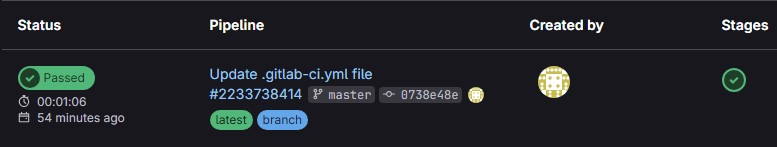 Status Pipeline Created by Stages
Passed
00:01:06
54 minutes ago
Update .gitlab-ci.yml file
#2233738414 master 0738e48e
latest branch